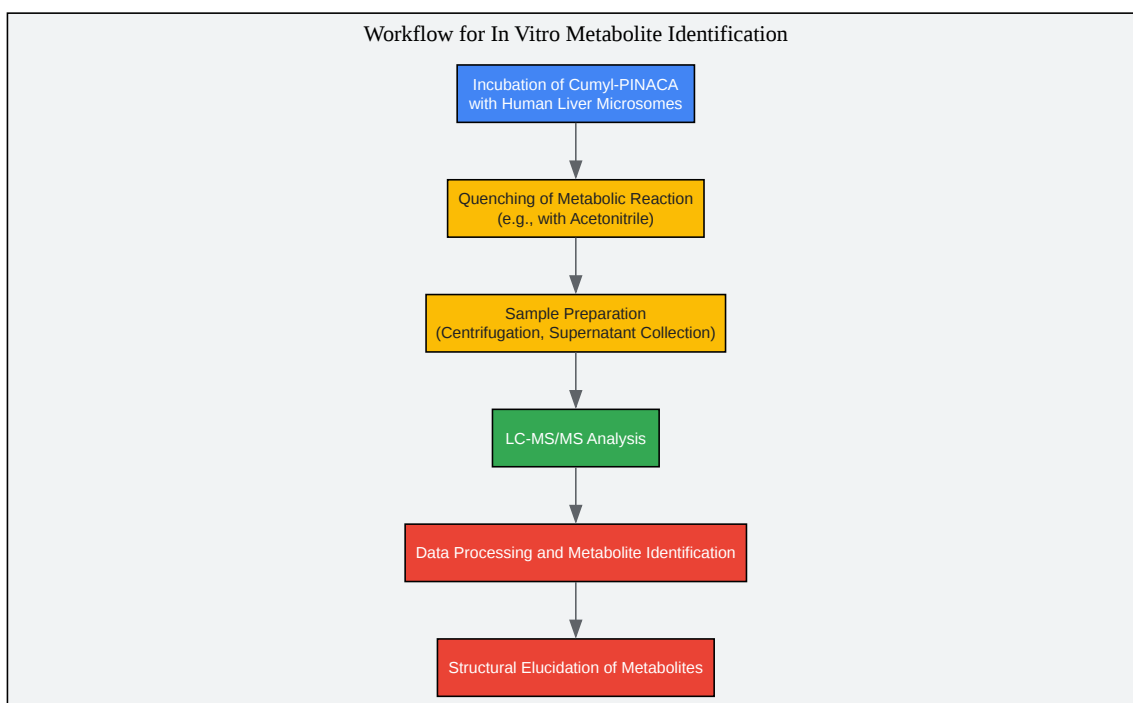 Workflow for In Vitro Metabolite Identification
Incubation of Cumyl-PINACA
with Human Liver Microsomes
Quenching of Metabolic Reaction
(e.g., with Acetonitrile)
Sample Preparation
(Centrifugation, Supernatant Collection)
LC-MS/MS Analysis
Data Processing and Metabolite Identification
Structural Elucidation of Metabolites